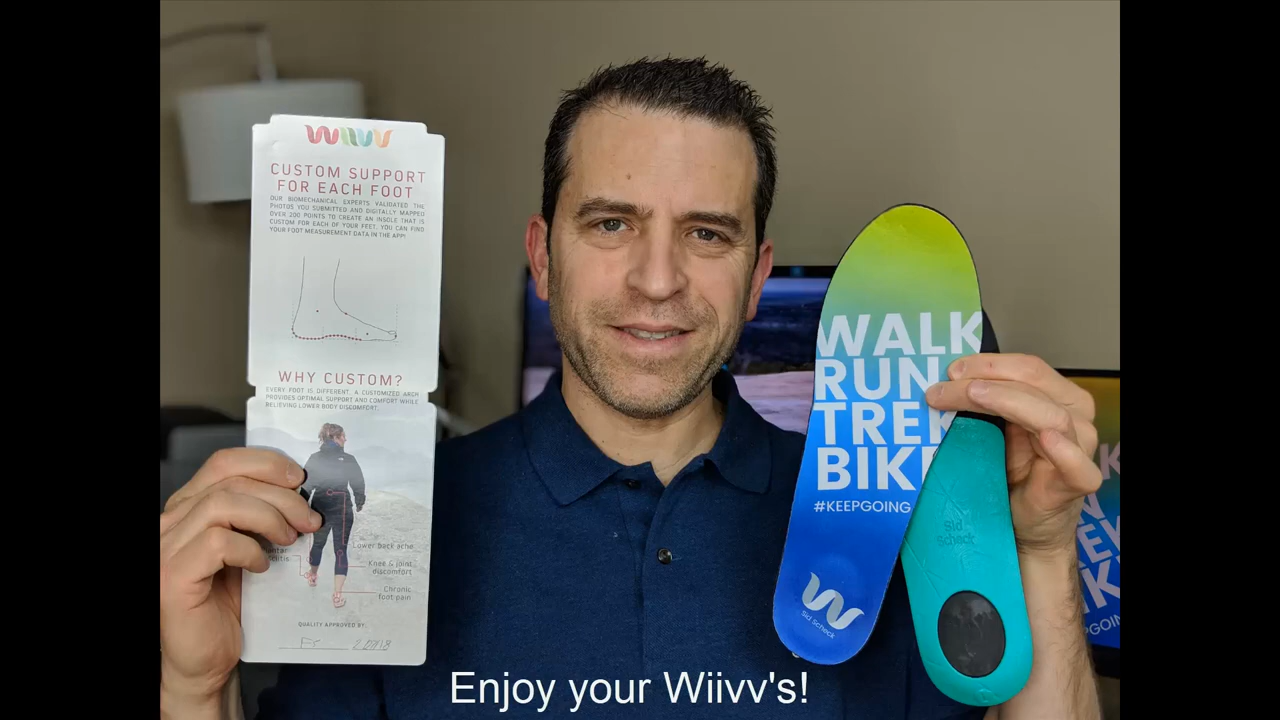 WIIVV
CUSTOM SUPPORT
FOR EACH FOOT
OUR BIOMECHANICAL EXPERTS VALIDATED THE
PHOTOS YOU SUBMITTED AND DIGITALLY MAPPED
OVER 200 POINTS TO CREATE AN INSOLE THAT IS
CUSTOM FOR EACH OF YOUR FEET. YOU CAN FIND
YOUR FOOT MEASUREMENT DATA IN THE APP!
WHY CUSTOM?
EVERY FOOT IS DIFFERENT. A CUSTOMIZED ARCH
PROVIDES OPTIMAL SUPPORT AND COMFORT WHILE
RELIEVING LOWER BODY DISCOMFORT.
Lower back ache
Knee & joint
discomfort
Chronic
foot pain
QUALITY APPROVED BY:
WALK
RUN
TREK
BIKE
#KEEPGOING
Sid Scheck
Sid
Scheck
Enjoy your Wiivv's!